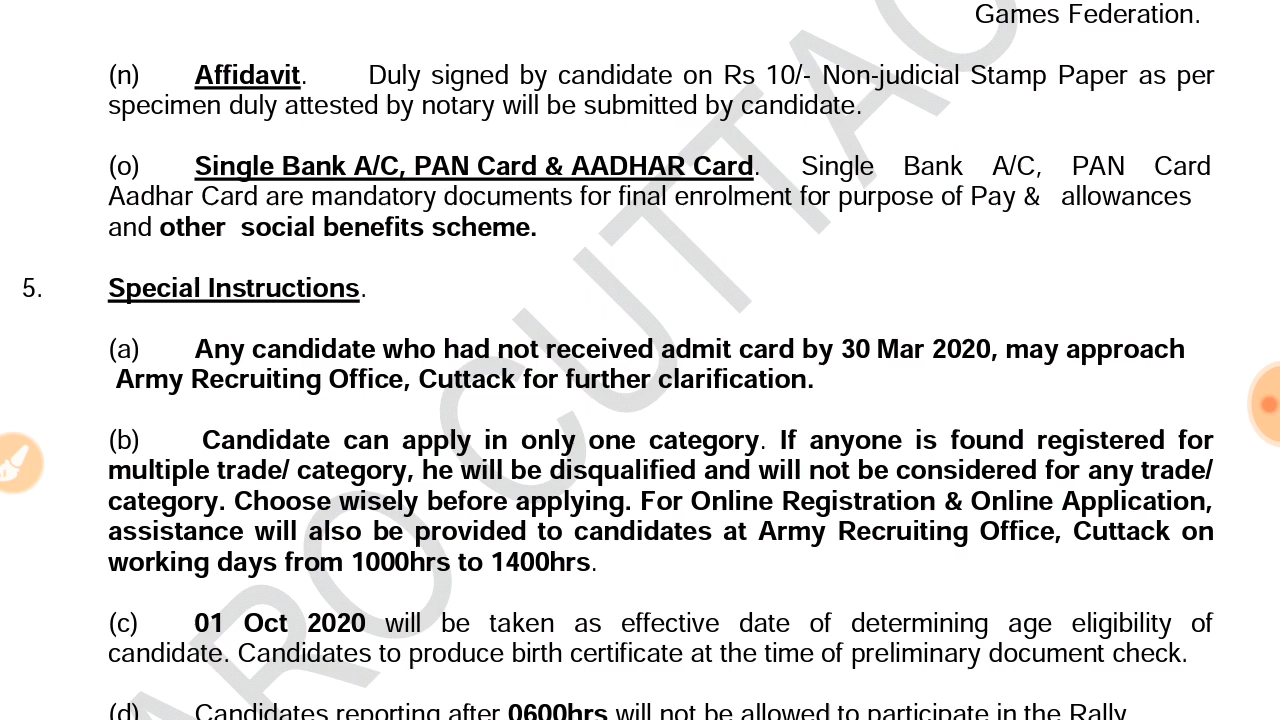 Games Federation.
(n) Affidavit. Duly signed by candidate on Rs 10/- Non-judicial Stamp Paper as per
specimen duly attested by notary will be submitted by candidate.
(o) Single Bank A/C, PAN Card & AADHAR Card. Single Bank A/C, PAN Card
Aadhar Card are mandatory documents for final enrolment for purpose of Pay & allowances
and other social benefits scheme.
5. Special Instructions.
(a) Any candidate who had not received admit card by 30 Mar 2020, may approach
Army Recruiting Office, Cuttack for further clarification.
(b) Candidate can apply in only one category. If anyone is found registered for
multiple trade/ category, he will be disqualified and will not be considered for any trade/
category. Choose wisely before applying. For Online Registration & Online Application,
assistance will also be provided to candidates at Army Recruiting Office, Cuttack on
working days from 1000hrs to 1400hrs.
(c) 01 Oct 2020 will be taken as effective date of determining age eligibility of
candidate. Candidates to produce birth certificate at the time of preliminary document check.
(d) Candidates reporting after 0600hrs will not be allowed to participate in the Rally
ARO CUTTAC